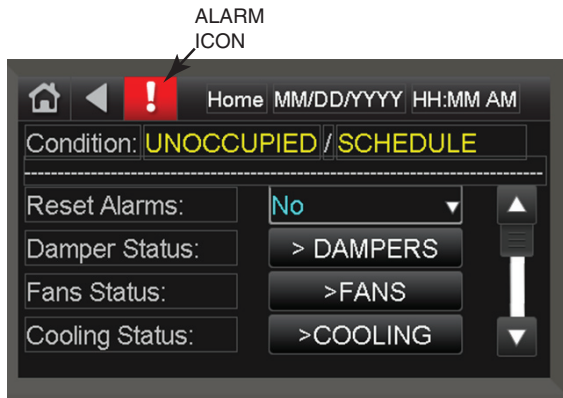 ALARM
ICON
! Home MM/DD/YYYY HH:MM AM
Condition: UNOCCUPIED / SCHEDULE
Reset Alarms: No
Damper Status: > DAMPERS
Fans Status: >FANS
Cooling Status: >COOLING